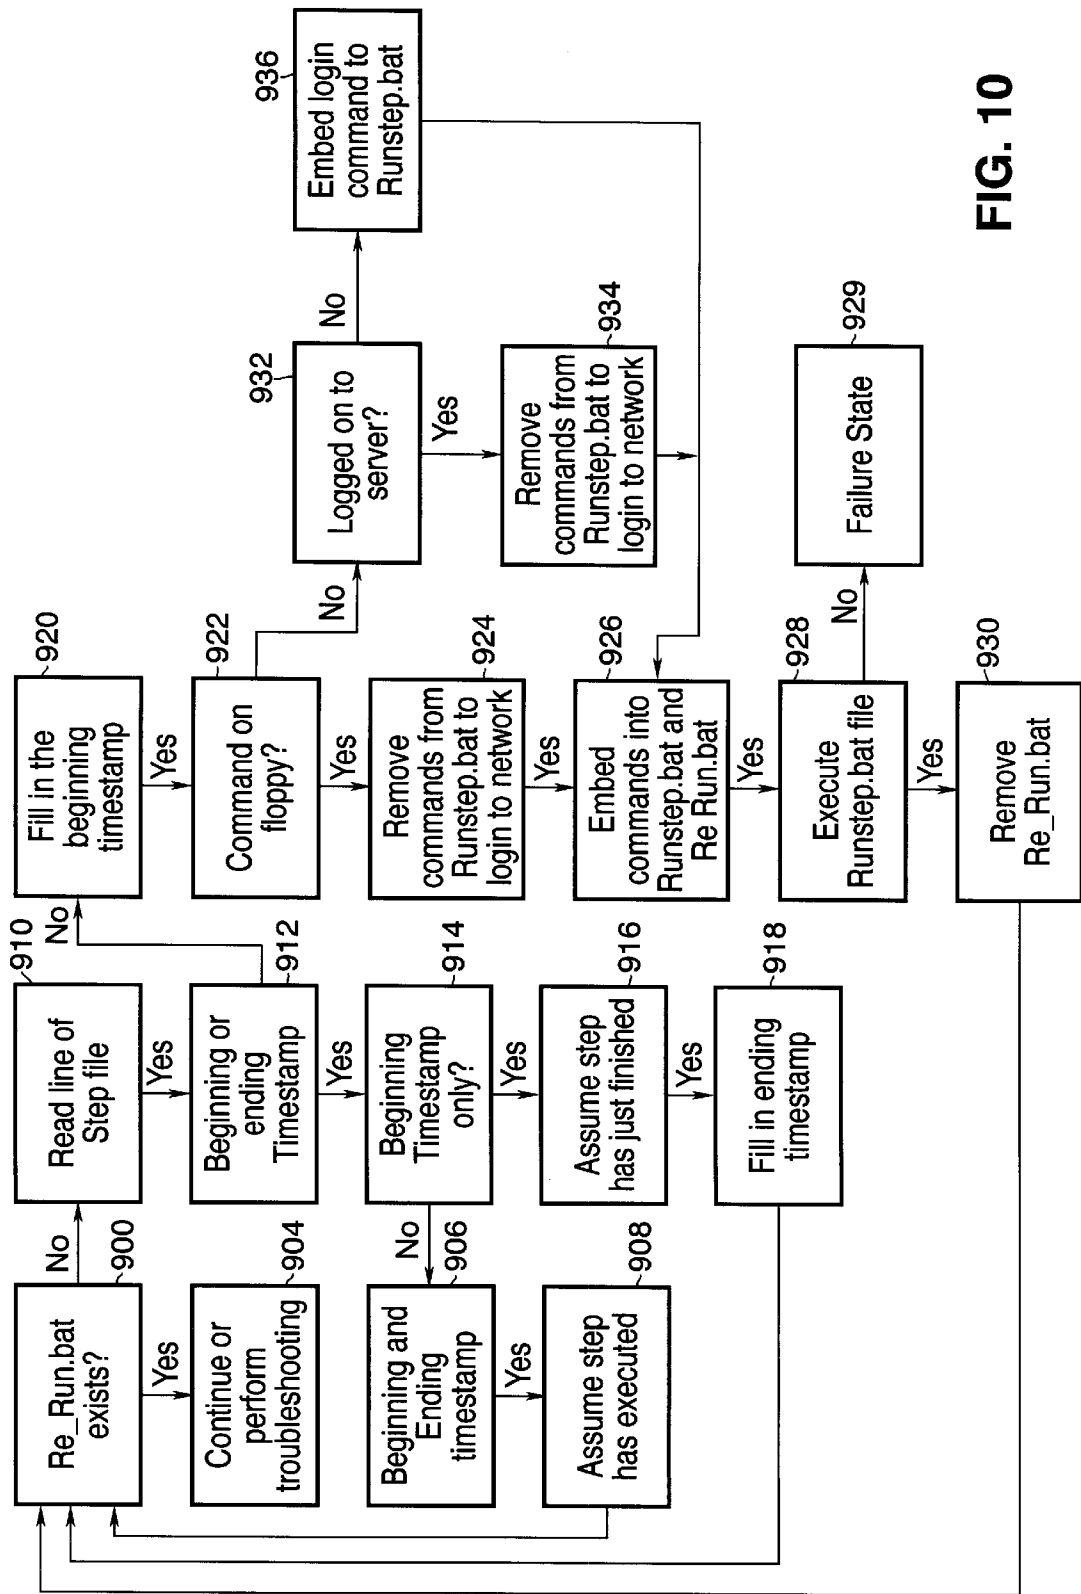 900
Re_Run.bat
exists?
No
Yes
904
Continue or
perform
troubleshooting
906
Beginning and
Ending
timestamp
Yes
908
Assume step
has executed
910
Read line of
Step file
Yes
912
Beginning or
ending
Timestamp
No
Yes
914
Beginning
Timestamp
only?
No
Yes
916
Assume step
has just finished
Yes
918
Fill in ending
timestamp
920
Fill in the
beginning
timestamp
Yes
922
Command on
floppy?
No
Yes
924
Remove
commands from
Runstep.bat to
login to network
Yes
926
Embed
commands into
Runstep.bat and
Re Run.bat
Yes
928
Execute
Runstep.bat file
No
Yes
929
Failure State
930
Remove
Re_Run.bat
932
Logged on to
server?
No
Yes
934
Remove
commands from
Runstep.bat to
login to network
936
Embed login
command to
Runstep.bat
FIG. 10